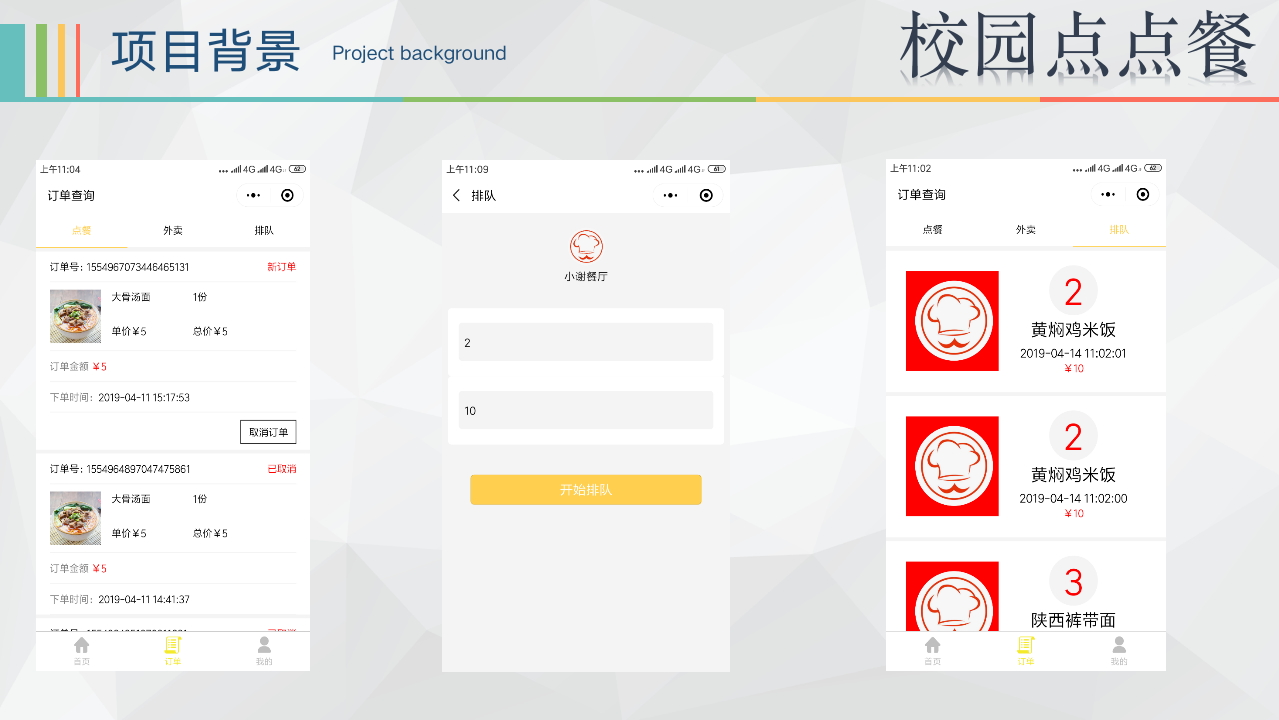 项目背景 Project background
校园点点餐
上午11:04 4G 4G 62
订单查询
点餐 外卖 排队
订单号：1554967073446465131 新订单
大骨汤面 1份
单价￥5 总价￥5
订单金额 ￥5
下单时间：2019-04-11 15:17:53
取消订单
订单号：1554964897047475861 已取消
大骨汤面 1份
单价￥5 总价￥5
订单金额 ￥5
下单时间：2019-04-11 14:41:37
首页 订单 我的
上午11:09 4G 4G 61
排队
小谢餐厅
2
10
开始排队
上午11:02 4G 4G 62
订单查询
点餐 外卖 排队
2
黄焖鸡米饭
2019-04-14 11:02:01
￥10
2
黄焖鸡米饭
2019-04-14 11:02:00
￥10
3
陕西裤带面
首页 订单 我的